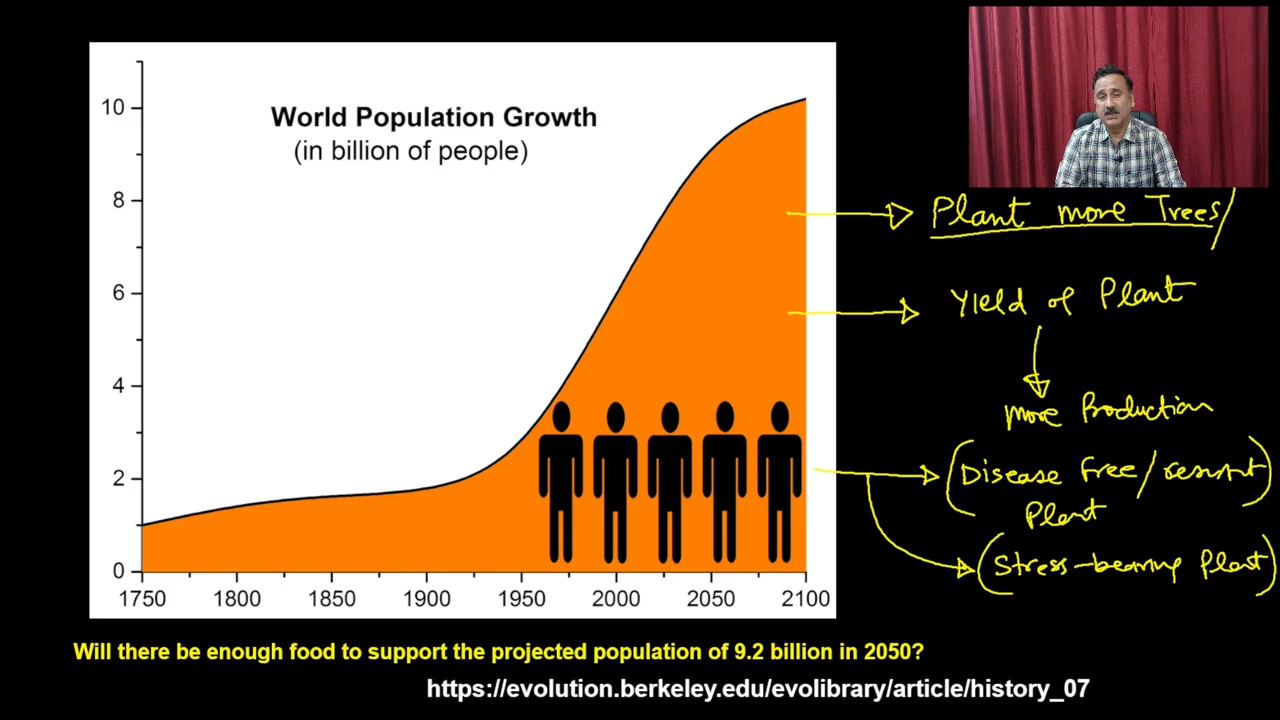 World Population Growth
(in billion of people)
10
8
6
4
2
0
1750 1800 1850 1900 1950 2000 2050 2100
Plant more Trees/
Yield of Plant
more Production
(Disease free/resistant
Plant)
(Stress-bearing Plant)
Will there be enough food to support the projected population of 9.2 billion in 2050?
https://evolution.berkeley.edu/evolibrary/article/history_07